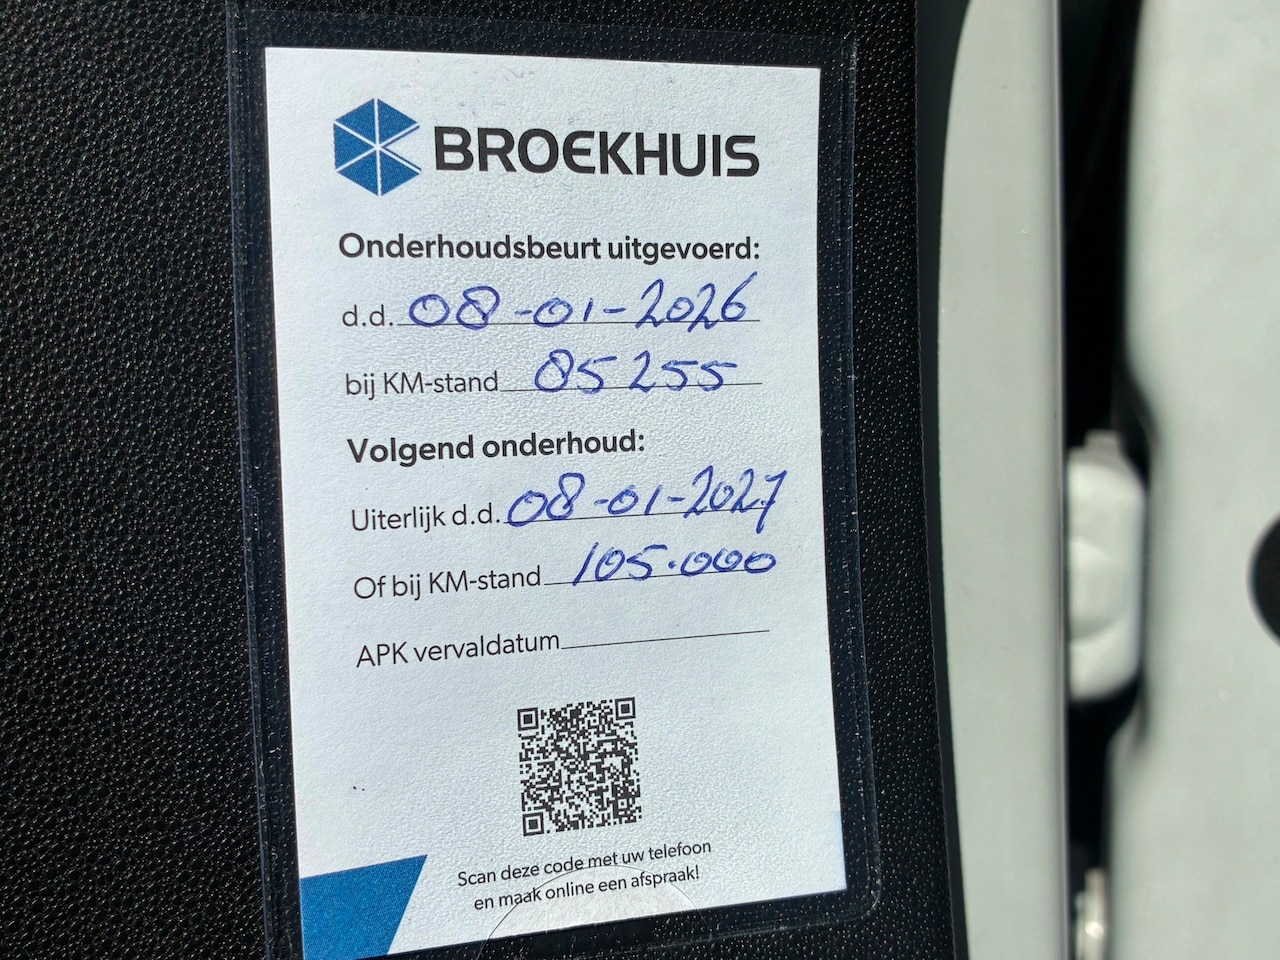 BROEKHUIS
Onderhoudsbeurt uitgevoerd:
d.d. 08-01-2026
bij KM-stand 85255
Volgend onderhoud:
Uiterlijk d.d. 08-01-2027
Of bij KM-stand 105.000
APK vervaldatum
Scan deze code met uw telefoon
en maak online een afspraak!